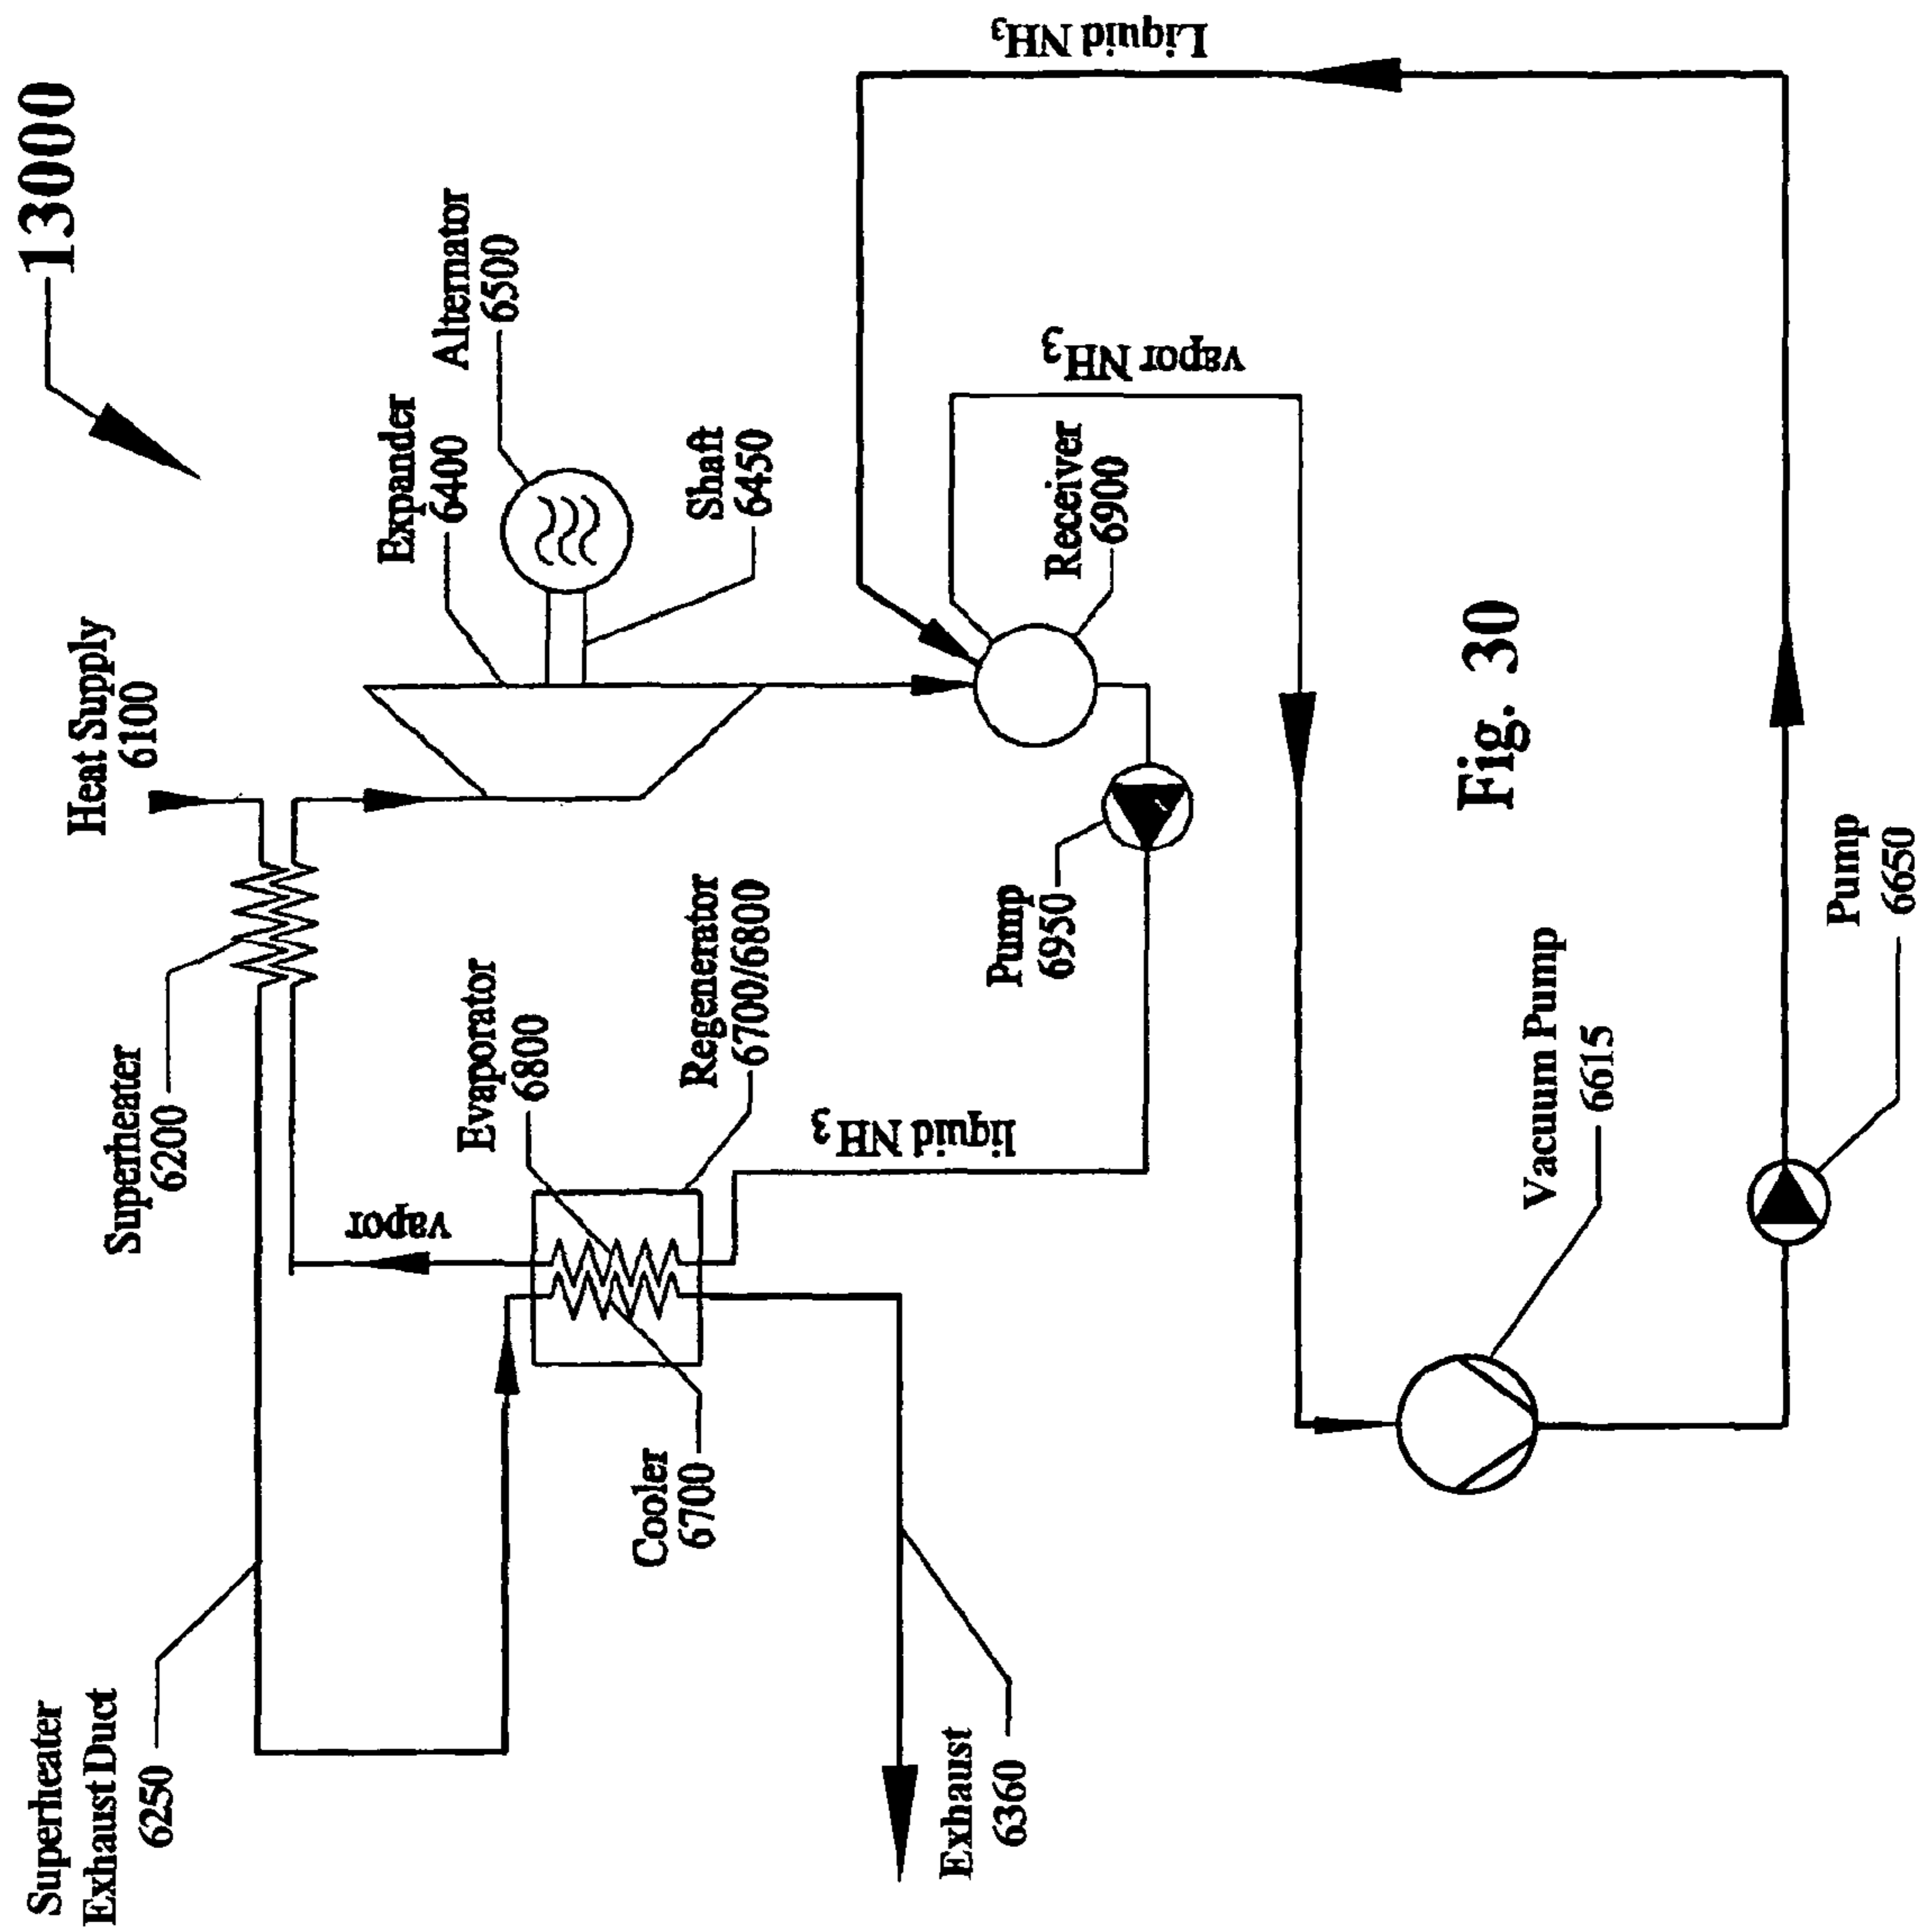 13000
Superheater
Exhaust Duct
6250
Superheater
6200
Heat Supply
6100
Expander
6400
Alternator
6500
Shaft
6450
vapor
Evaporator
6800
Regenerator
6700/6800
Cooler
6700
liquid NH3
Exhaust
6360
Pump
6950
Receiver
6900
vapor NH3
Liquid NH3
Vacuum Pump
6615
Pump
6650
Fig. 30